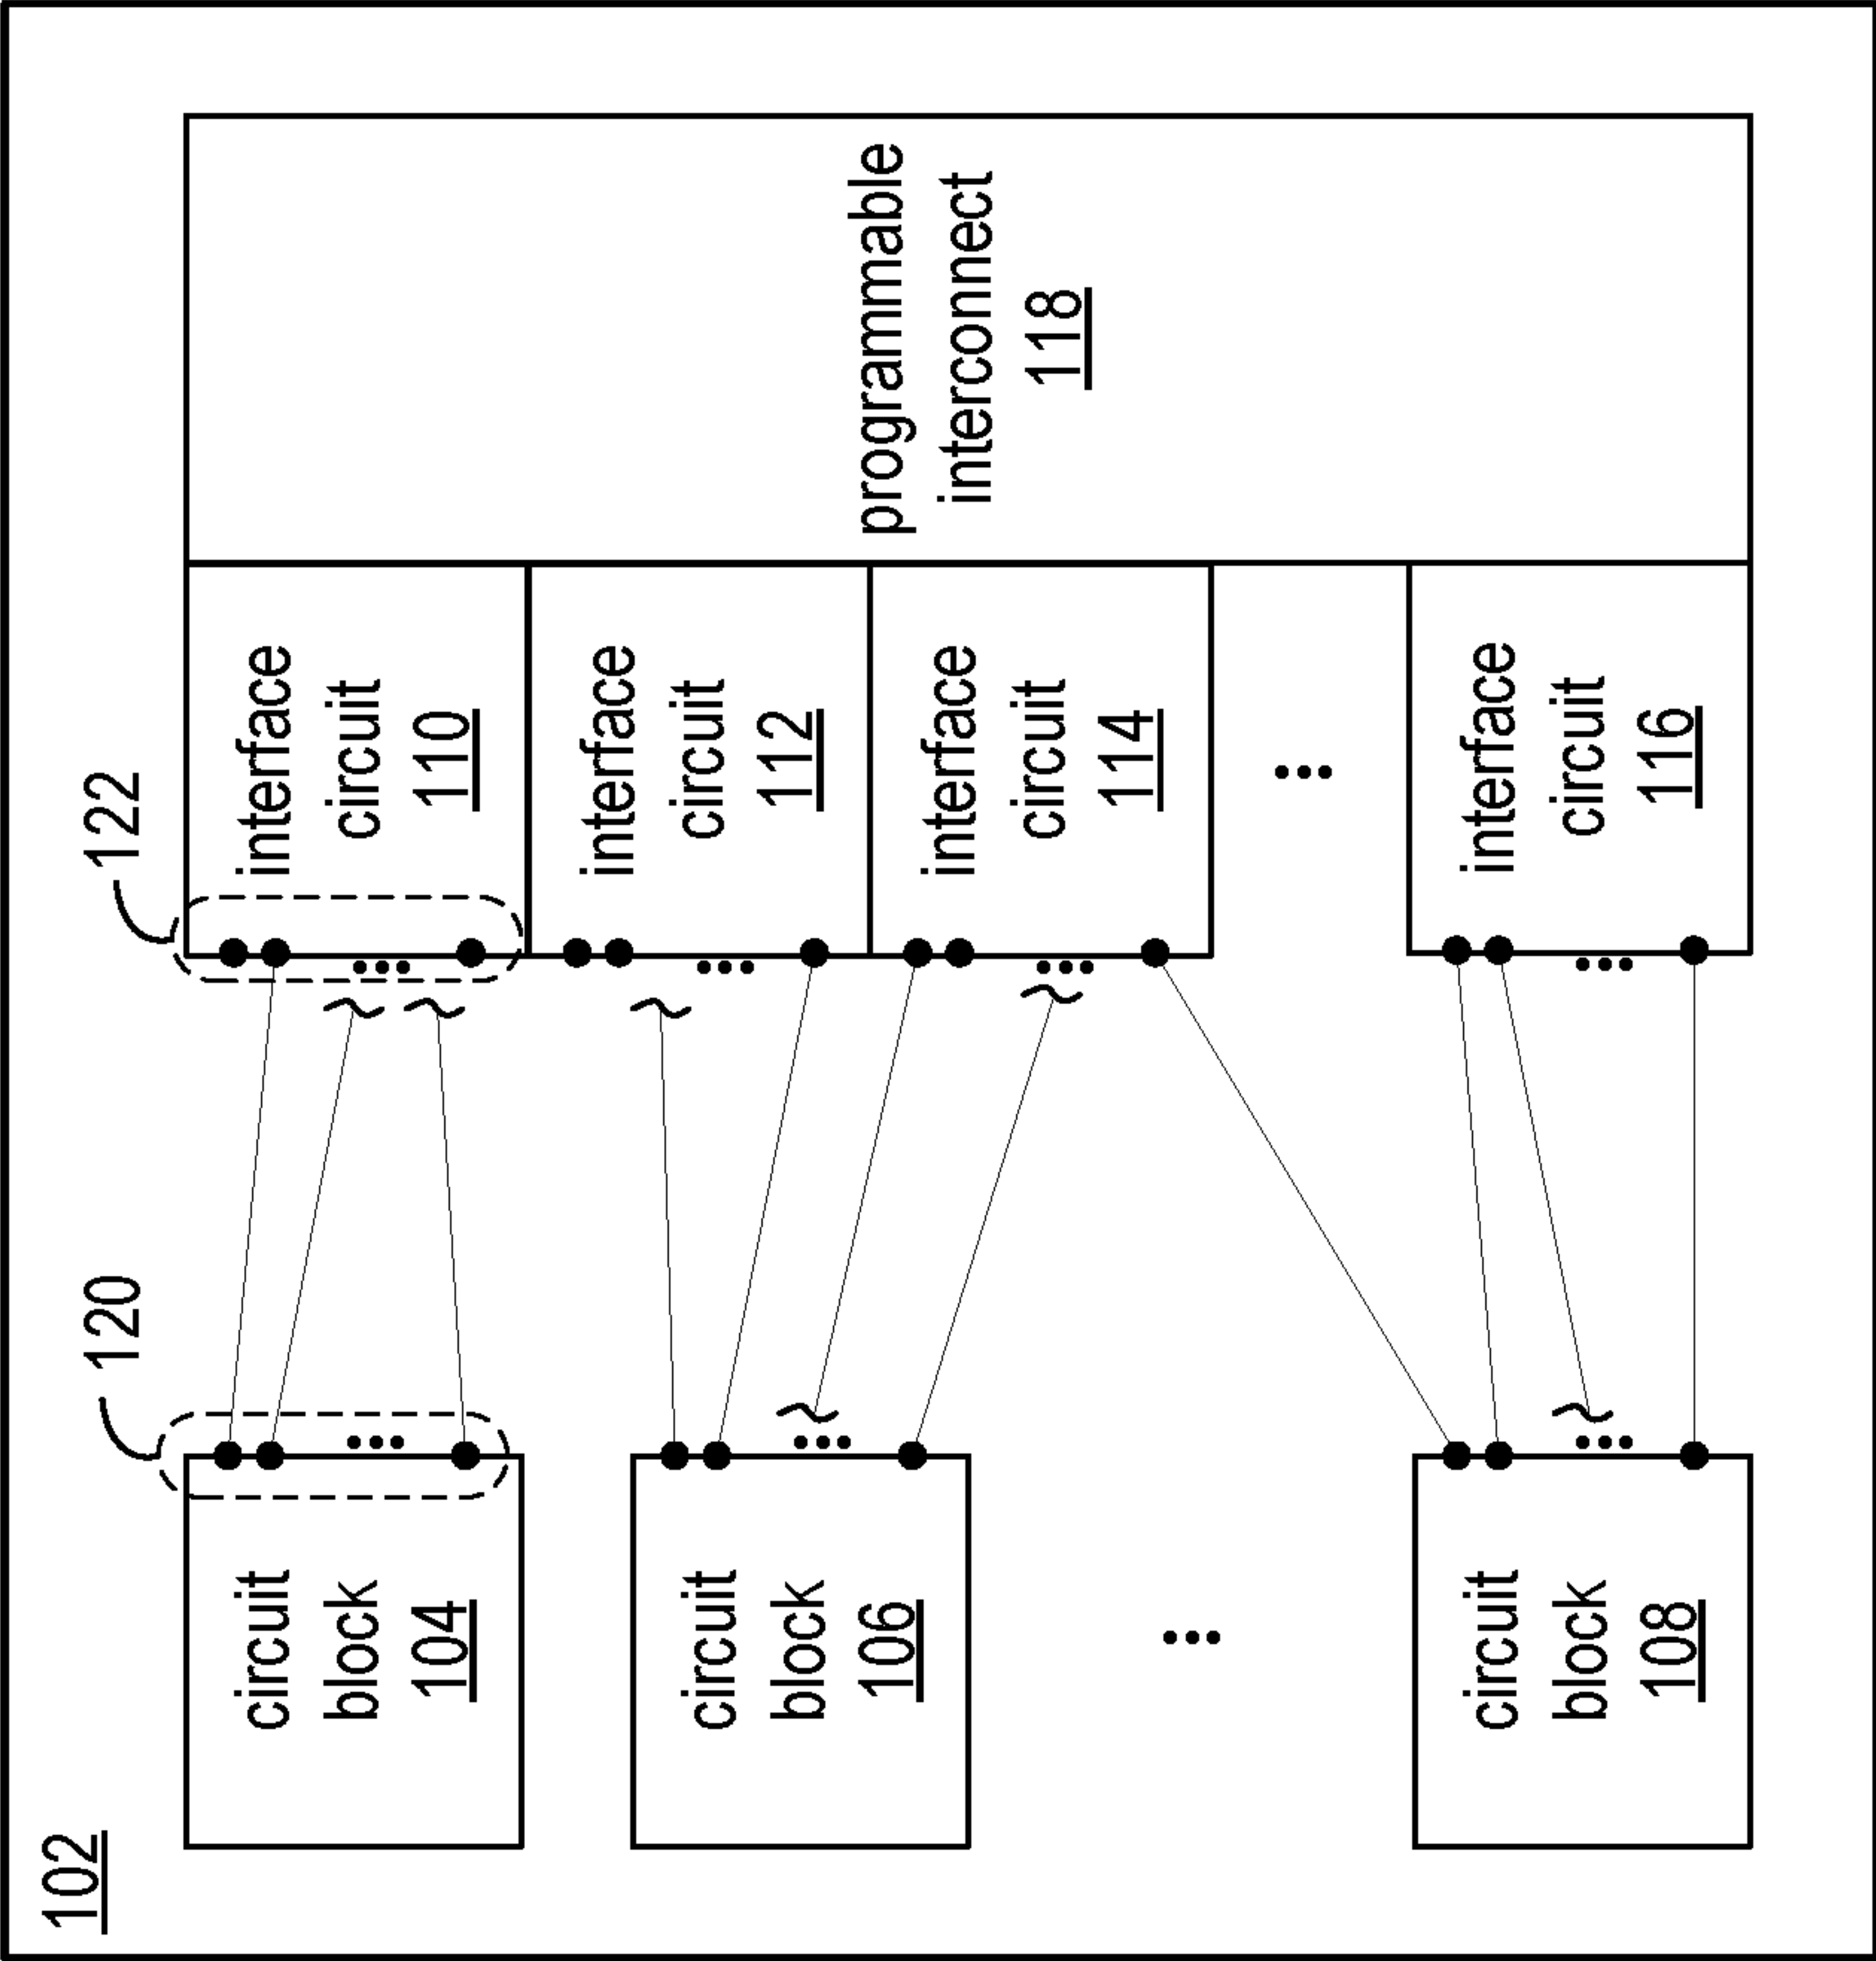 102
120
122
circuit
block
104
circuit
block
106
circuit
block
108
interface
circuit
110
interface
circuit
112
interface
circuit
114
interface
circuit
116
programmable
interconnect
118